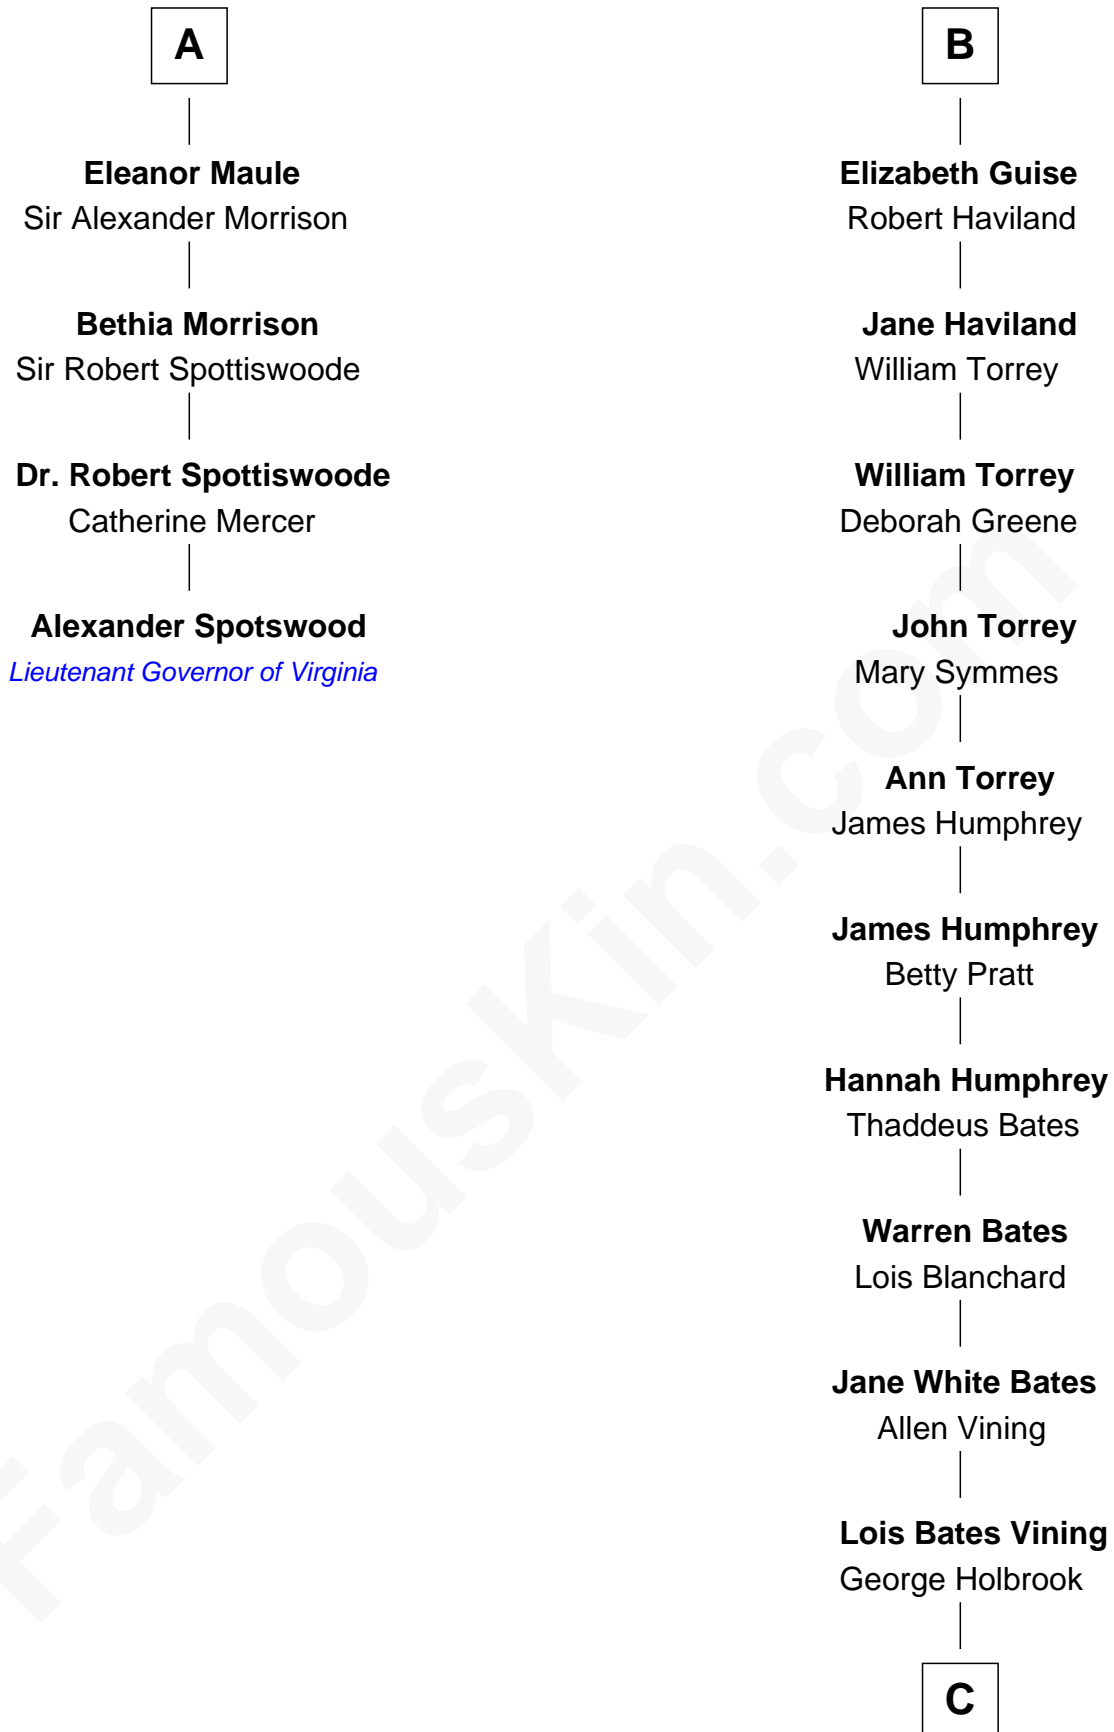 A
Eleanor Maule
Sir Alexander Morrison
Bethia Morrison
Sir Robert Spottiswoode
Dr. Robert Spottiswoode
Catherine Mercer
Alexander Spotswood
Lieutenant Governor of Virginia
B
Elizabeth Guise
Robert Haviland
Jane Haviland
William Torrey
William Torrey
Deborah Greene
John Torrey
Mary Symmes
Ann Torrey
James Humphrey
James Humphrey
Betty Pratt
Hannah Humphrey
Thaddeus Bates
Warren Bates
Lois Blanchard
Jane White Bates
Allen Vining
Lois Bates Vining
George Holbrook
C
FamousKin.com